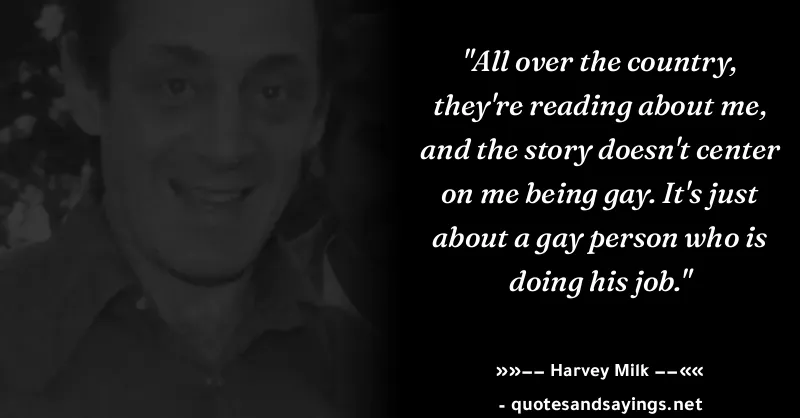 "All over the country,
they're reading about me,
and the story doesn't center
on me being gay. It's just
about a gay person who is
doing his job."
»»−− Harvey Milk −−««
- quotesandsayings.net